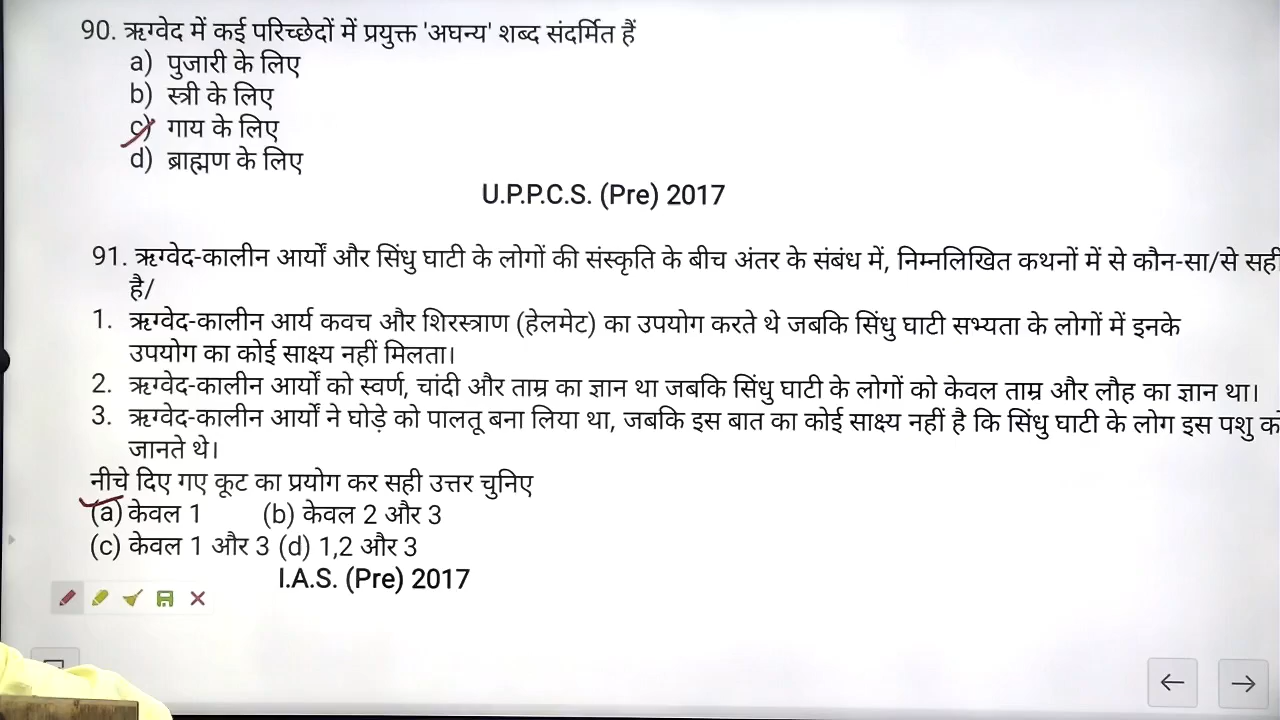 90. ऋग्वेद में कई परिच्छेदों में प्रयुक्त 'अघन्य' शब्द संदर्मित हैं
a) पुजारी के लिए
b) स्त्री के लिए
c) गाय के लिए
d) ब्राह्मण के लिए
U.P.P.C.S. (Pre) 2017
91. ऋग्वेद-कालीन आर्यों और सिंधु घाटी के लोगों की संस्कृति के बीच अंतर के संबंध में, निम्नलिखित कथनों में से कौन-सा/से सही
है/
1. ऋग्वेद-कालीन आर्य कवच और शिरस्त्राण (हेलमेट) का उपयोग करते थे जबकि सिंधु घाटी सभ्यता के लोगों में इनके
उपयोग का कोई साक्ष्य नहीं मिलता।
2. ऋग्वेद-कालीन आर्यों को स्वर्ण, चांदी और ताम्र का ज्ञान था जबकि सिंधु घाटी के लोगों को केवल ताम्र और लौह का ज्ञान था।
3. ऋग्वेद-कालीन आर्यों ने घोड़े को पालतू बना लिया था, जबकि इस बात का कोई साक्ष्य नहीं है कि सिंधु घाटी के लोग इस पशु को
जानते थे।
नीचे दिए गए कूट का प्रयोग कर सही उत्तर चुनिए
(a) केवल 1 (b) केवल 2 और 3
(c) केवल 1 और 3 (d) 1,2 और 3
I.A.S. (Pre) 2017